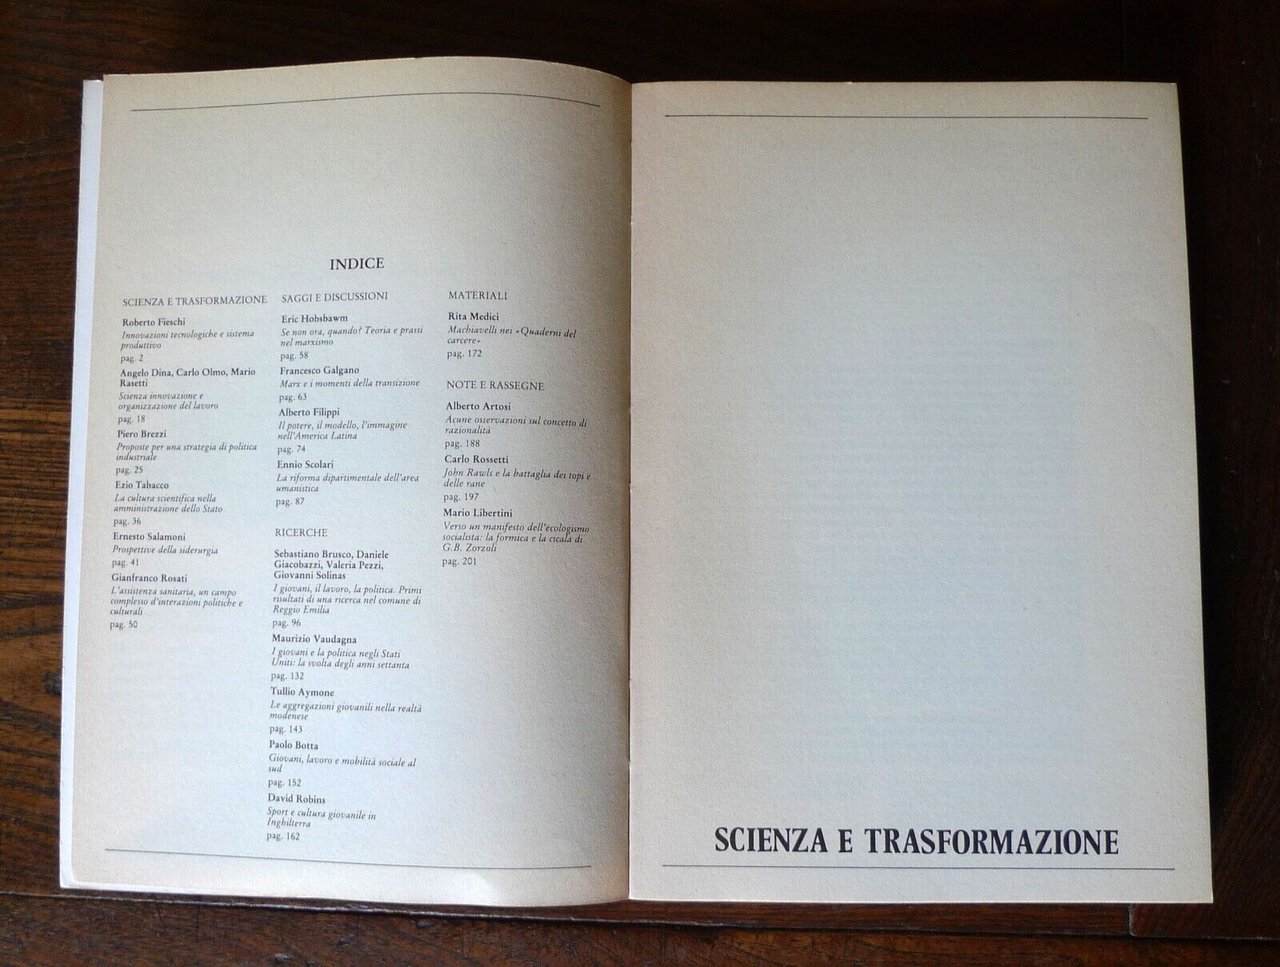 INDICE
SCIENZA E TRASFORMAZIONE
Roberto Fieschi
Innovazioni tecnologiche e sistema
produttivo
pag. 2
Angelo Dina, Carlo Olmo, Mario
Rasetti
Scienza innovazione e
organizzazione del lavoro
pag. 18
Piero Brezzi
Proposte per una strategia di politica
industriale
pag. 25
Ezio Tabacco
La cultura scientifica nella
amministrazione dello Stato
pag. 36
Ernesto Salamoni
Prospettive della siderurgia
pag. 41
Gianfranco Rosati
L'assistenza sanitaria, un campo
complesso d'interazioni politiche e
culturali
pag. 50
SAGGI E DISCUSSIONI
Eric Hobsbawm
Se non ora, quando? Teoria e prassi
nel marxismo
pag. 58
Francesco Galgano
Marx e i momenti della transizione
pag. 63
Alberto Filippi
Il potere, il modello, l'immagine
nell'America Latina
pag. 74
Ennio Scolari
La riforma dipartimentale dell'area
umanistica
pag. 87
RICERCHE
Sebastiano Brusco, Daniele
Giacobazzi, Valeria Pezzi,
Giovanni Solinas
I giovani, il lavoro, la politica. Primi
risultati di una ricerca nel comune di
Reggio Emilia
pag. 96
Maurizio Vaudagna
I giovani e la politica negli Stati
Uniti: la svolta degli anni settanta
pag. 132
Tullio Aymone
Le aggregazioni giovanili nella realtà
modenese
pag. 143
Paolo Botta
Giovani, lavoro e mobilità sociale al
sud
pag. 152
David Robins
Sport e cultura giovanile in
Inghilterra
pag. 162
MATERIALI
Rita Medici
Machiavelli nei «Quaderni del
carcere»
pag. 172
NOTE E RASSEGNE
Alberto Artosi
Acune osservazioni sul concetto di
razionalità
pag. 188
Carlo Rossetti
John Rawls e la battaglia dei topi e
delle rane
pag. 197
Mario Libertini
Verso un manifesto dell'ecologismo
socialista: la formica e la cicala di
G.B. Zorzoli
pag. 201
SCIENZA E TRASFORMAZIONE